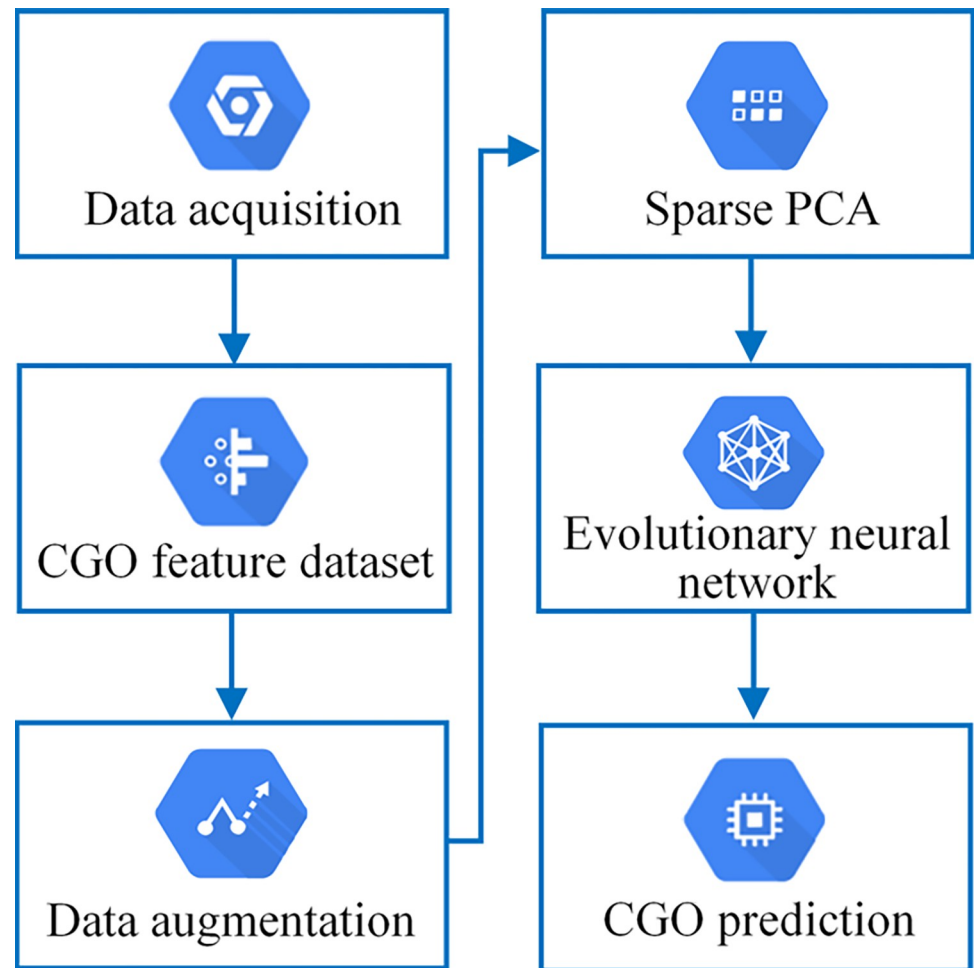 Data acquisition
CGO feature dataset
Data augmentation
Sparse PCA
Evolutionary neural
network
CGO prediction